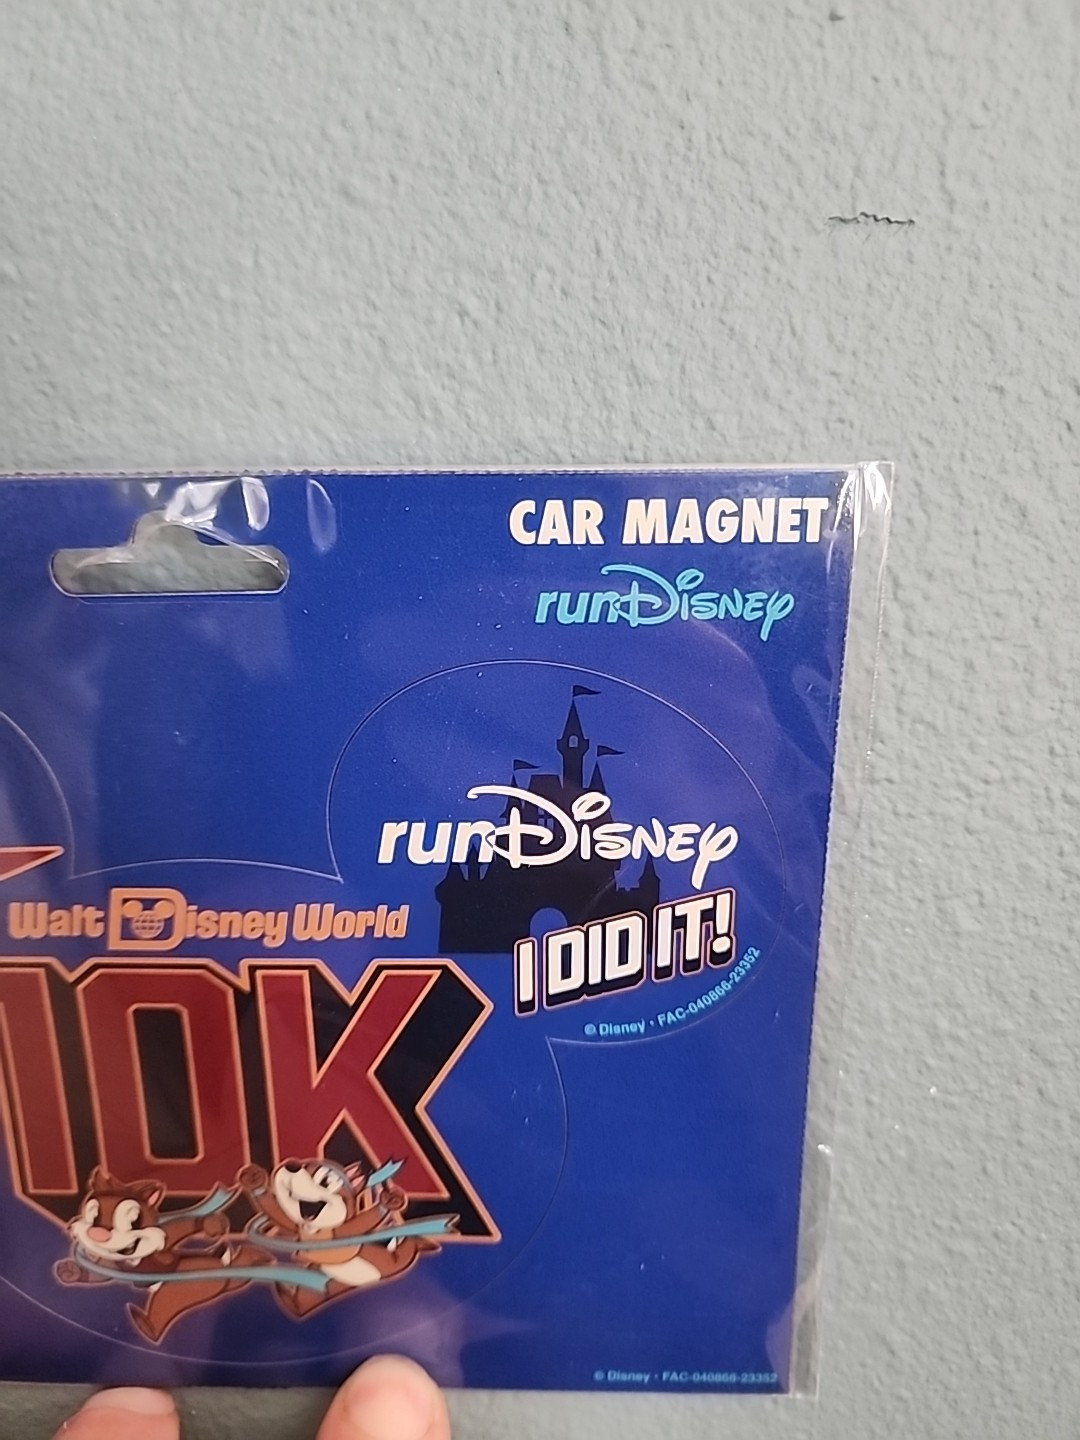 CAR MAGNET
runDisney
runDisney
I DID IT!
© Disney · FAC-040866-23352
Walt Disney World
10K
© Disney · FAC-040866-23352